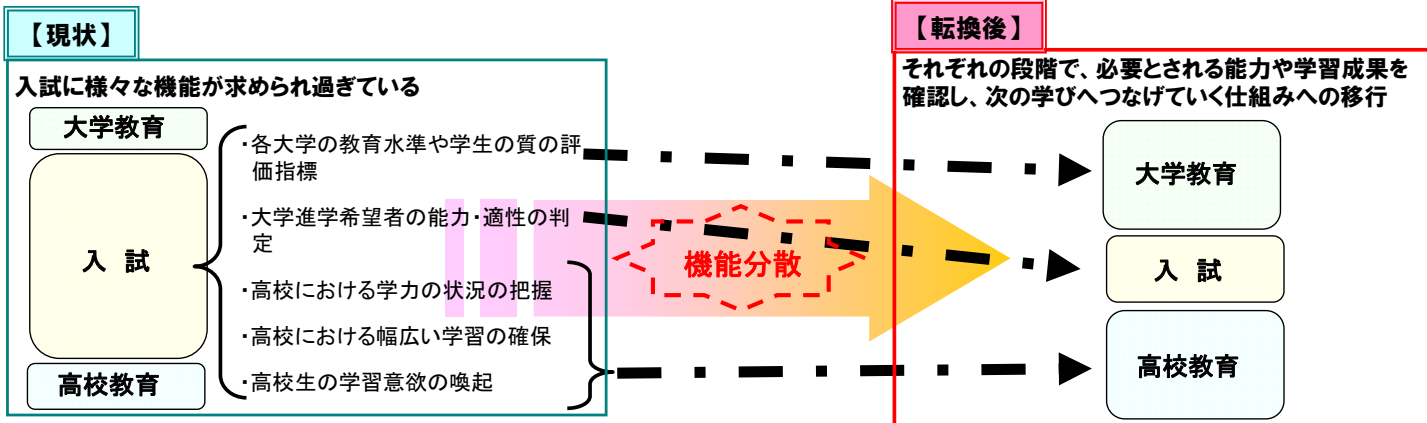 【現状】
入試に様々な機能が求められ過ぎている
大学教育
入 試
高校教育
・各大学の教育水準や学生の質の評
価指標
・大学進学希望者の能力・適性の判
定
・高校における学力の状況の把握
・高校における幅広い学習の確保
・高校生の学習意欲の喚起
機能分散
【転換後】
それぞれの段階で、必要とされる能力や学習成果を
確認し、次の学びへつなげていく仕組みへの移行
大学教育
入 試
高校教育